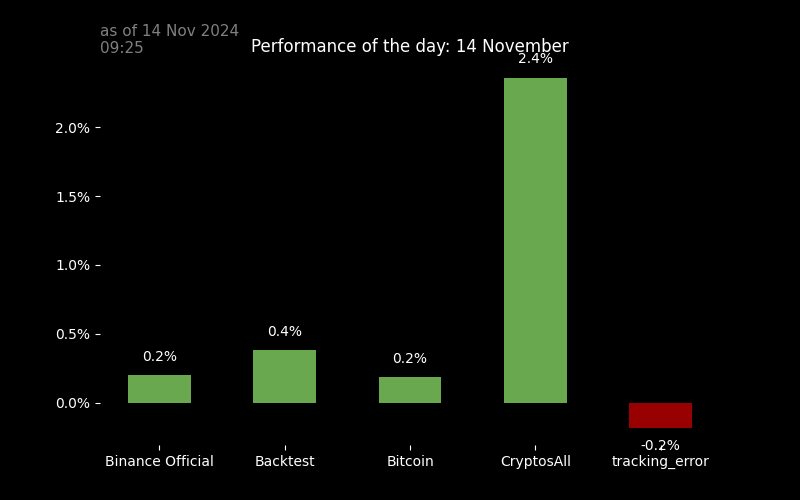 as of 14 Nov 2024
09:25
Performance of the day: 14 November
2.4%
2.0%
1.5%
1.0%
0.5%
0.4%
0.2%
0.2%
0.0%
-0.2%
Binance Official
Backtest
Bitcoin
CryptosAll
tracking_error